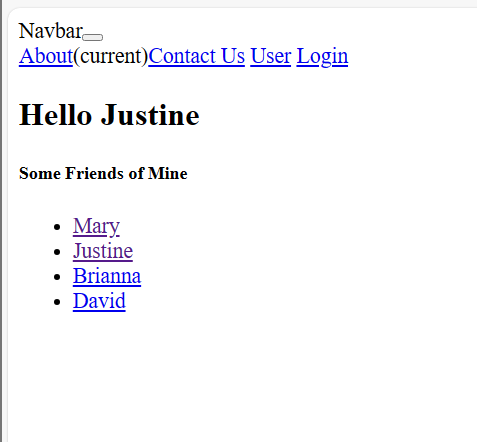 Navbar
About(current)Contact Us User Login
Hello Justine
Some Friends of Mine
Mary
Justine
Brianna
David